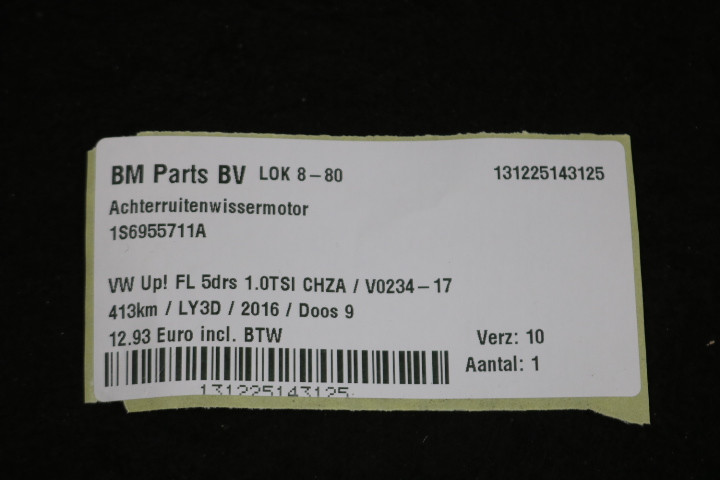 BM Parts BV LOK 8-80 131225143125
Achterruitenwissermotor
1S6955711A
VW Up! FL 5drs 1.0TSI CHZA / V0234-17
413km / LY3D / 2016 / Doos 9
12.93 Euro incl. BTW Verz: 10
Aantal: 1
131225143125